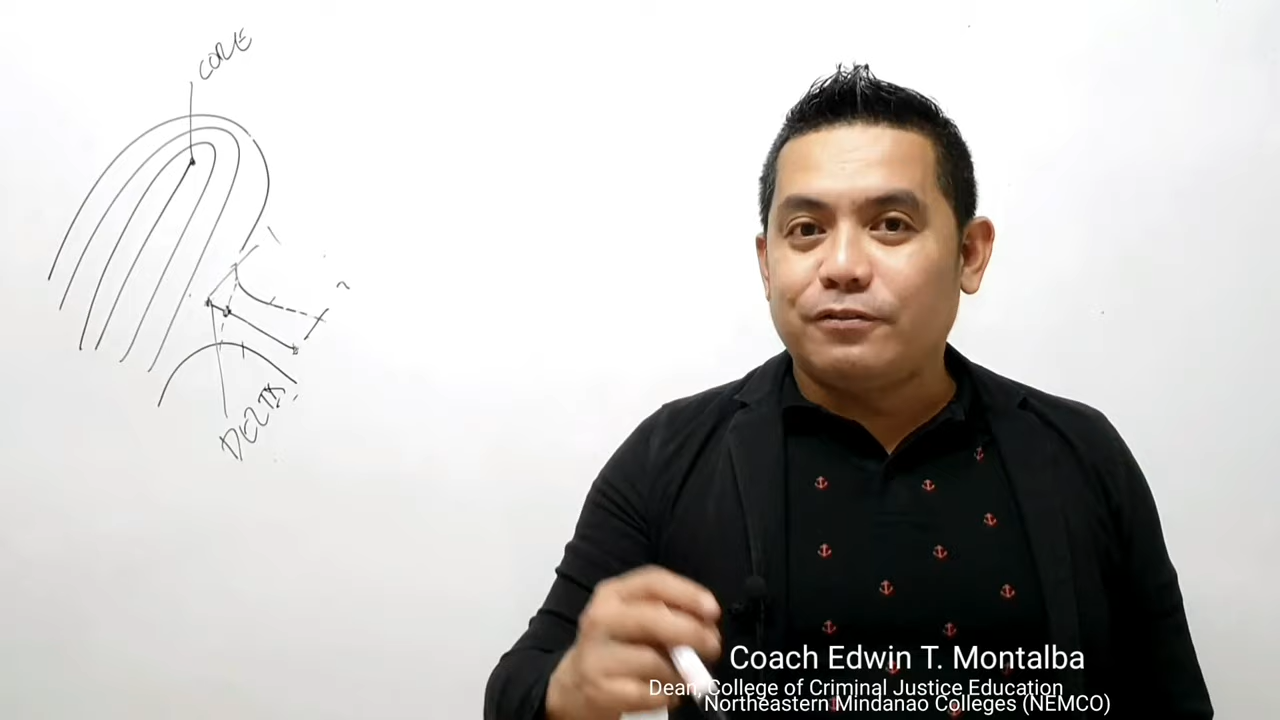 CORE
DELTA
Coach Edwin T. Montalba
Dean, College of Criminal Justice Education
Northeastern Mindanao Colleges (NEMCO)